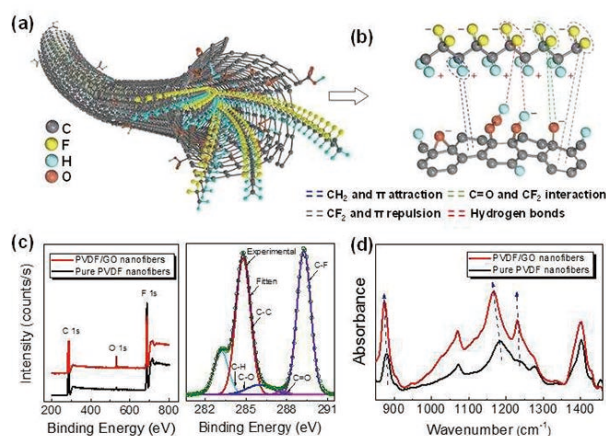 (a)
C
F
H
O
(b)
CH₂ and π attraction
C=O and CF₂ interaction
CF₂ and π repulsion
Hydrogen bonds
(c)
Intensity (counts/s)
PVDF/GO nanofibers
Pure PVDF nanofibers
C 1s
O 1s
F 1s
200 400 600 800
Binding Energy (eV)
Experimental
Fitten
C-C
C-F
C-H
C-O
C=O
282 285 288 291
Binding Energy (eV)
(d)
Absorbance
PVDF/GO nanofibers
Pure PVDF nanofibers
900 1000 1100 1200 1300 1400
Wavenumber (cm⁻¹)